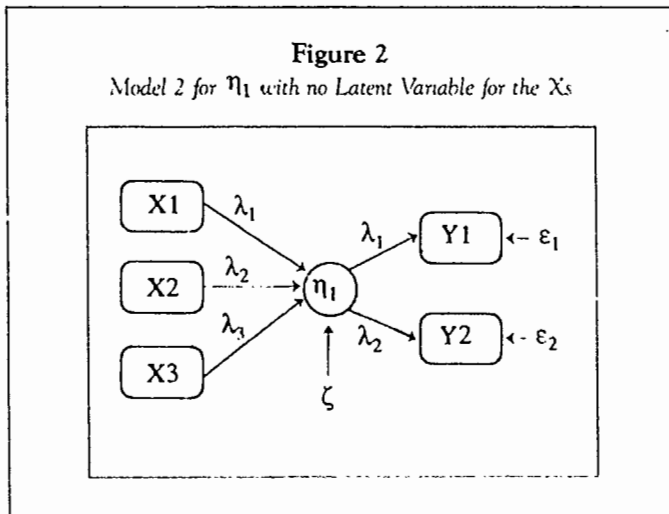 Figure 2
Model 2 for η₁ with no Latent Variable for the Xs
X1
λ₁
λ₁
Y1
ε₁
X2
λ₂
η₁
X3
λ₃
λ₂
Y2
ε₂
ζ